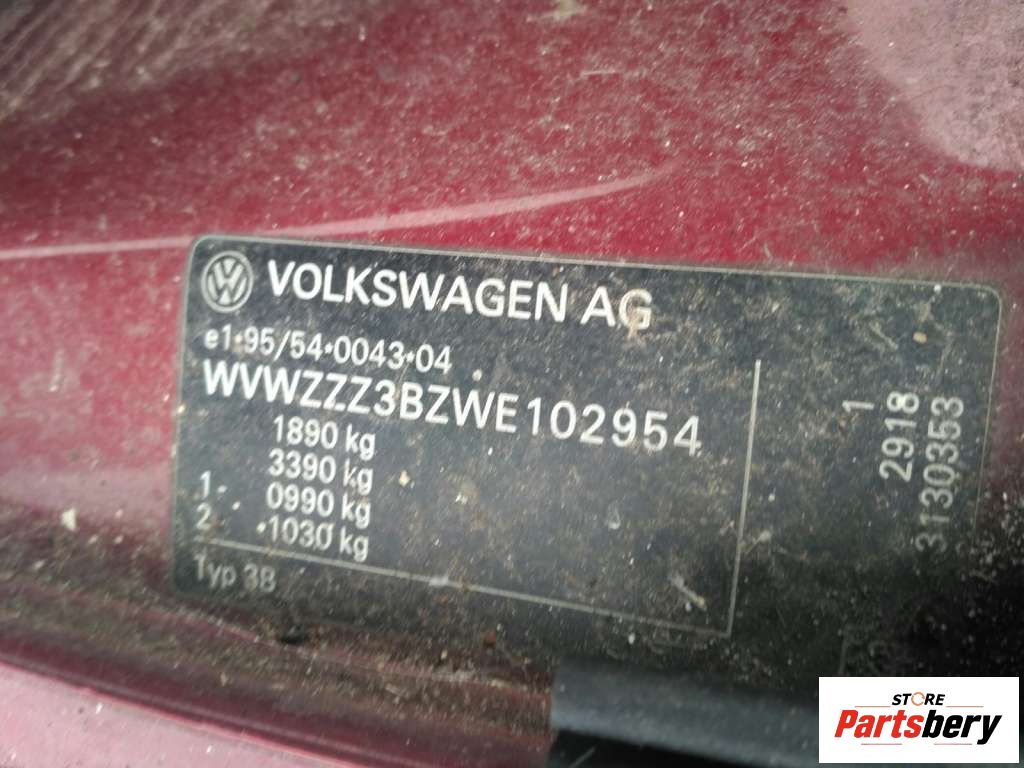 VOLKSWAGEN AG
e1*95/54*0043*04
WVWZZZ3BZWE102954
1890 kg
3390 kg
1- 0990 kg
2 - 1030 kg
Typ 3B
1
2918
3130353
STORE
Partsbery